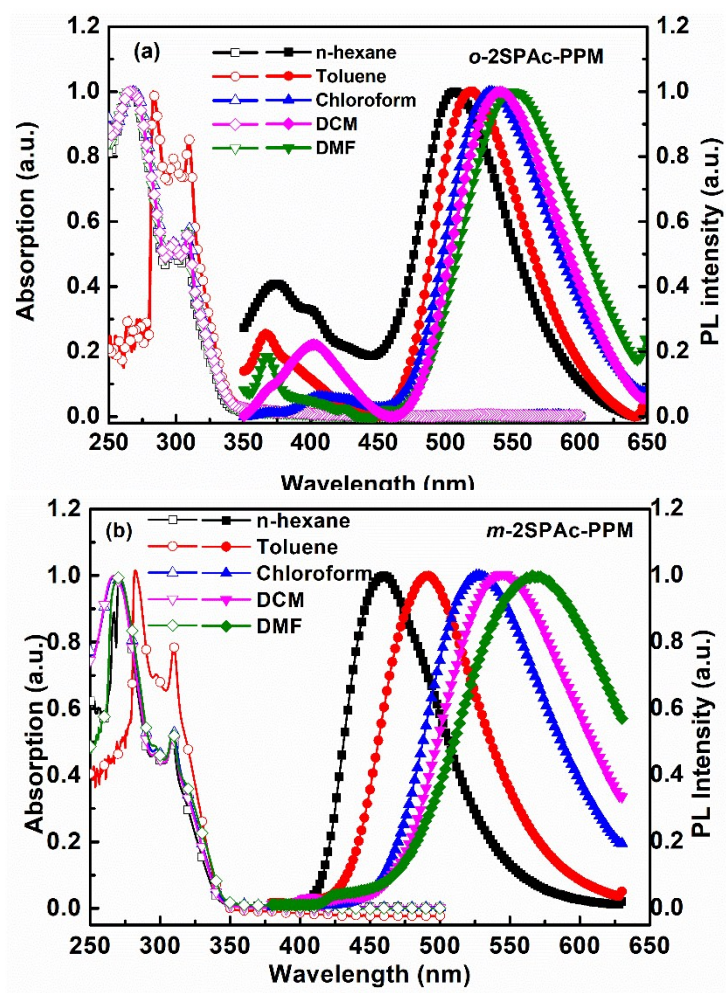 (a)
o-2SPAc-PPM
n-hexane
Toluene
Chloroform
DCM
DMF
Absorption (a.u.)
1.2
1.0
0.8
0.6
0.4
0.2
0.0
PL intensity (a.u.)
1.2
1.0
0.8
0.6
0.4
0.2
0.0
250 300 350 400 450 500 550 600 650
Wavelength (nm)
(b)
m-2SPAc-PPM
n-hexane
Toluene
Chloroform
DCM
DMF
Absorption (a.u.)
1.2
1.0
0.8
0.6
0.4
0.2
0.0
PL Intensity (a.u.)
1.2
1.0
0.8
0.6
0.4
0.2
0.0
250 300 350 400 450 500 550 600 650
Wavelength (nm)